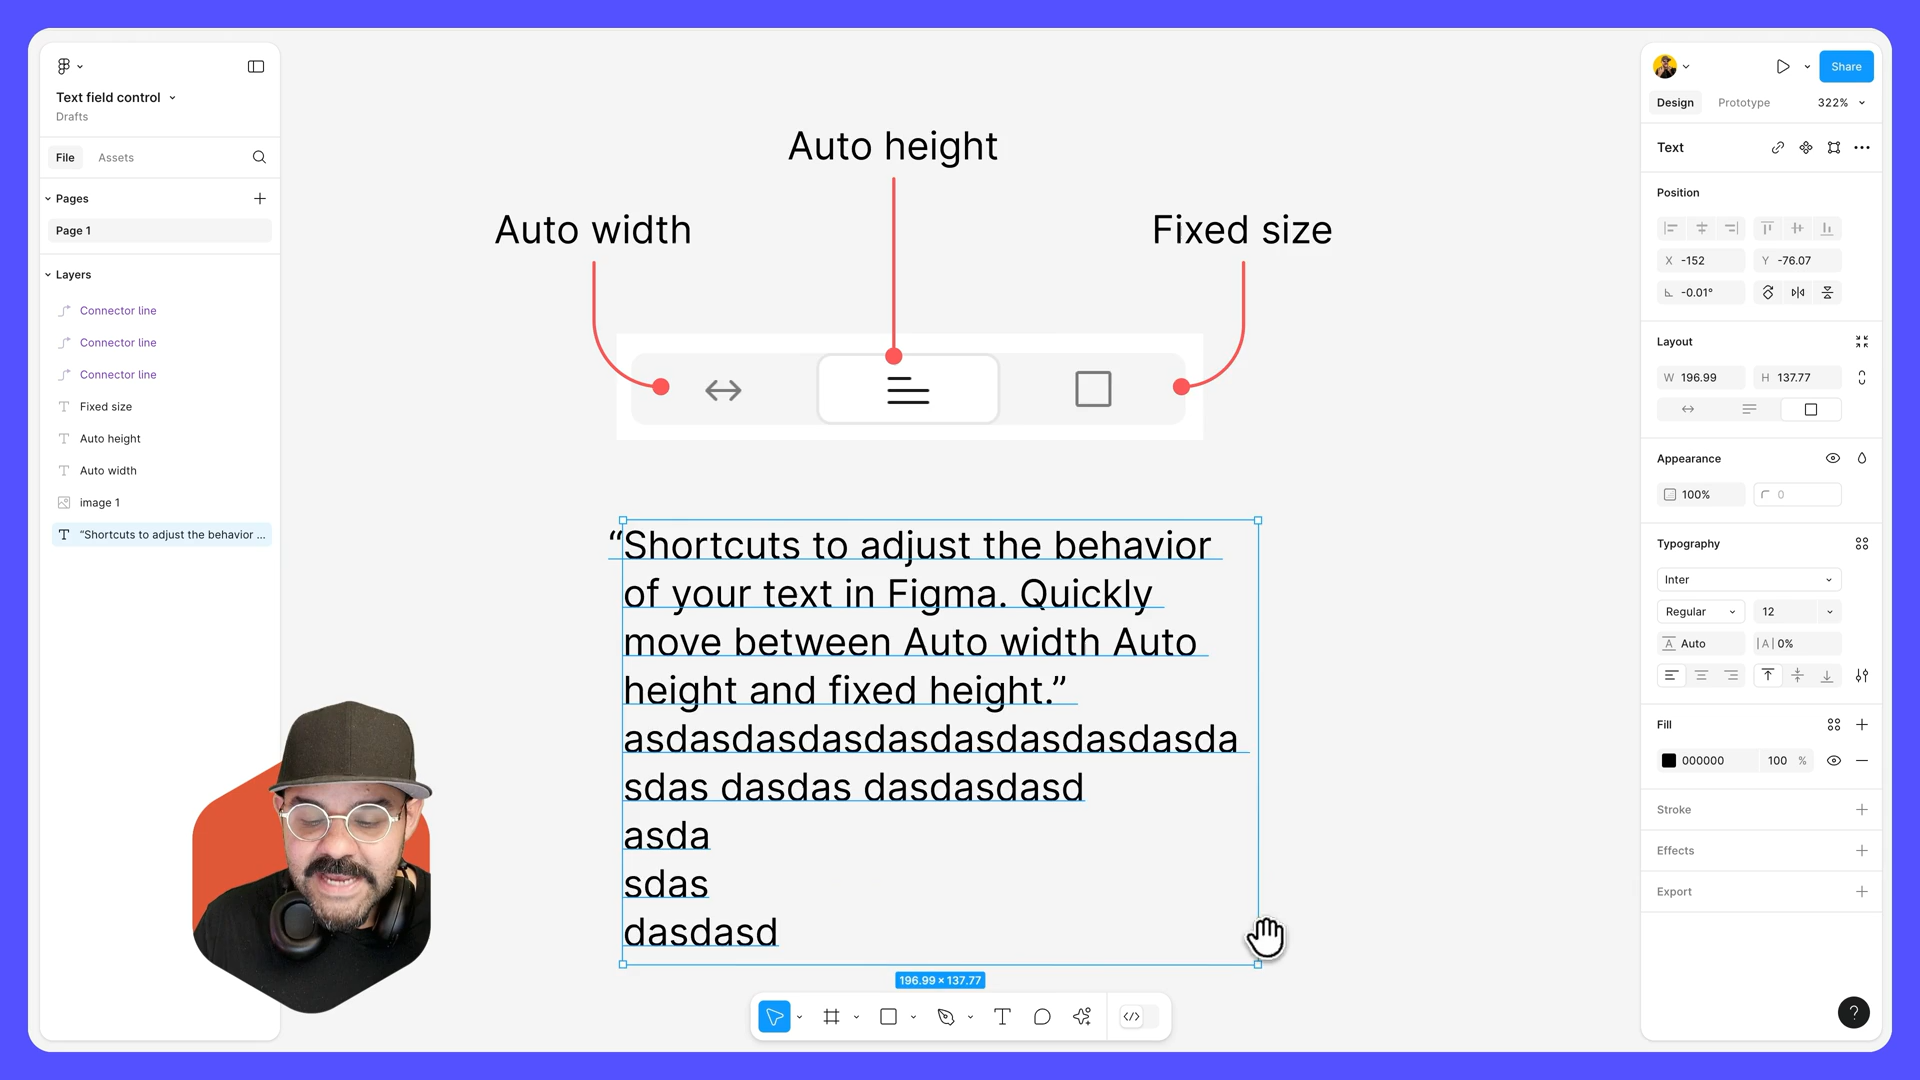 Text field control
Drafts
File
Assets
Pages
Page 1
Layers
Connector line
Connector line
Connector line
Fixed size
Auto height
Auto width
image 1
“Shortcuts to adjust the behavior ...
Auto height
Auto width
Fixed size
“Shortcuts to adjust the behavior
of your text in Figma. Quickly
move between Auto width Auto
height and fixed height.”
asdasdasdasdasdasdasdasdasda
sdas dasdas dasdasdasd
asda
sdas
dasdasd
196.99 × 137.77
Share
Design
Prototype
322%
Text
Position
X -152
Y -76.07
-0.01°
Layout
W 196.99
H 137.77
Appearance
100%
0
Typography
Inter
Regular
12
Auto
|A| 0%
Fill
000000
100 %
Stroke
Effects
Export
?